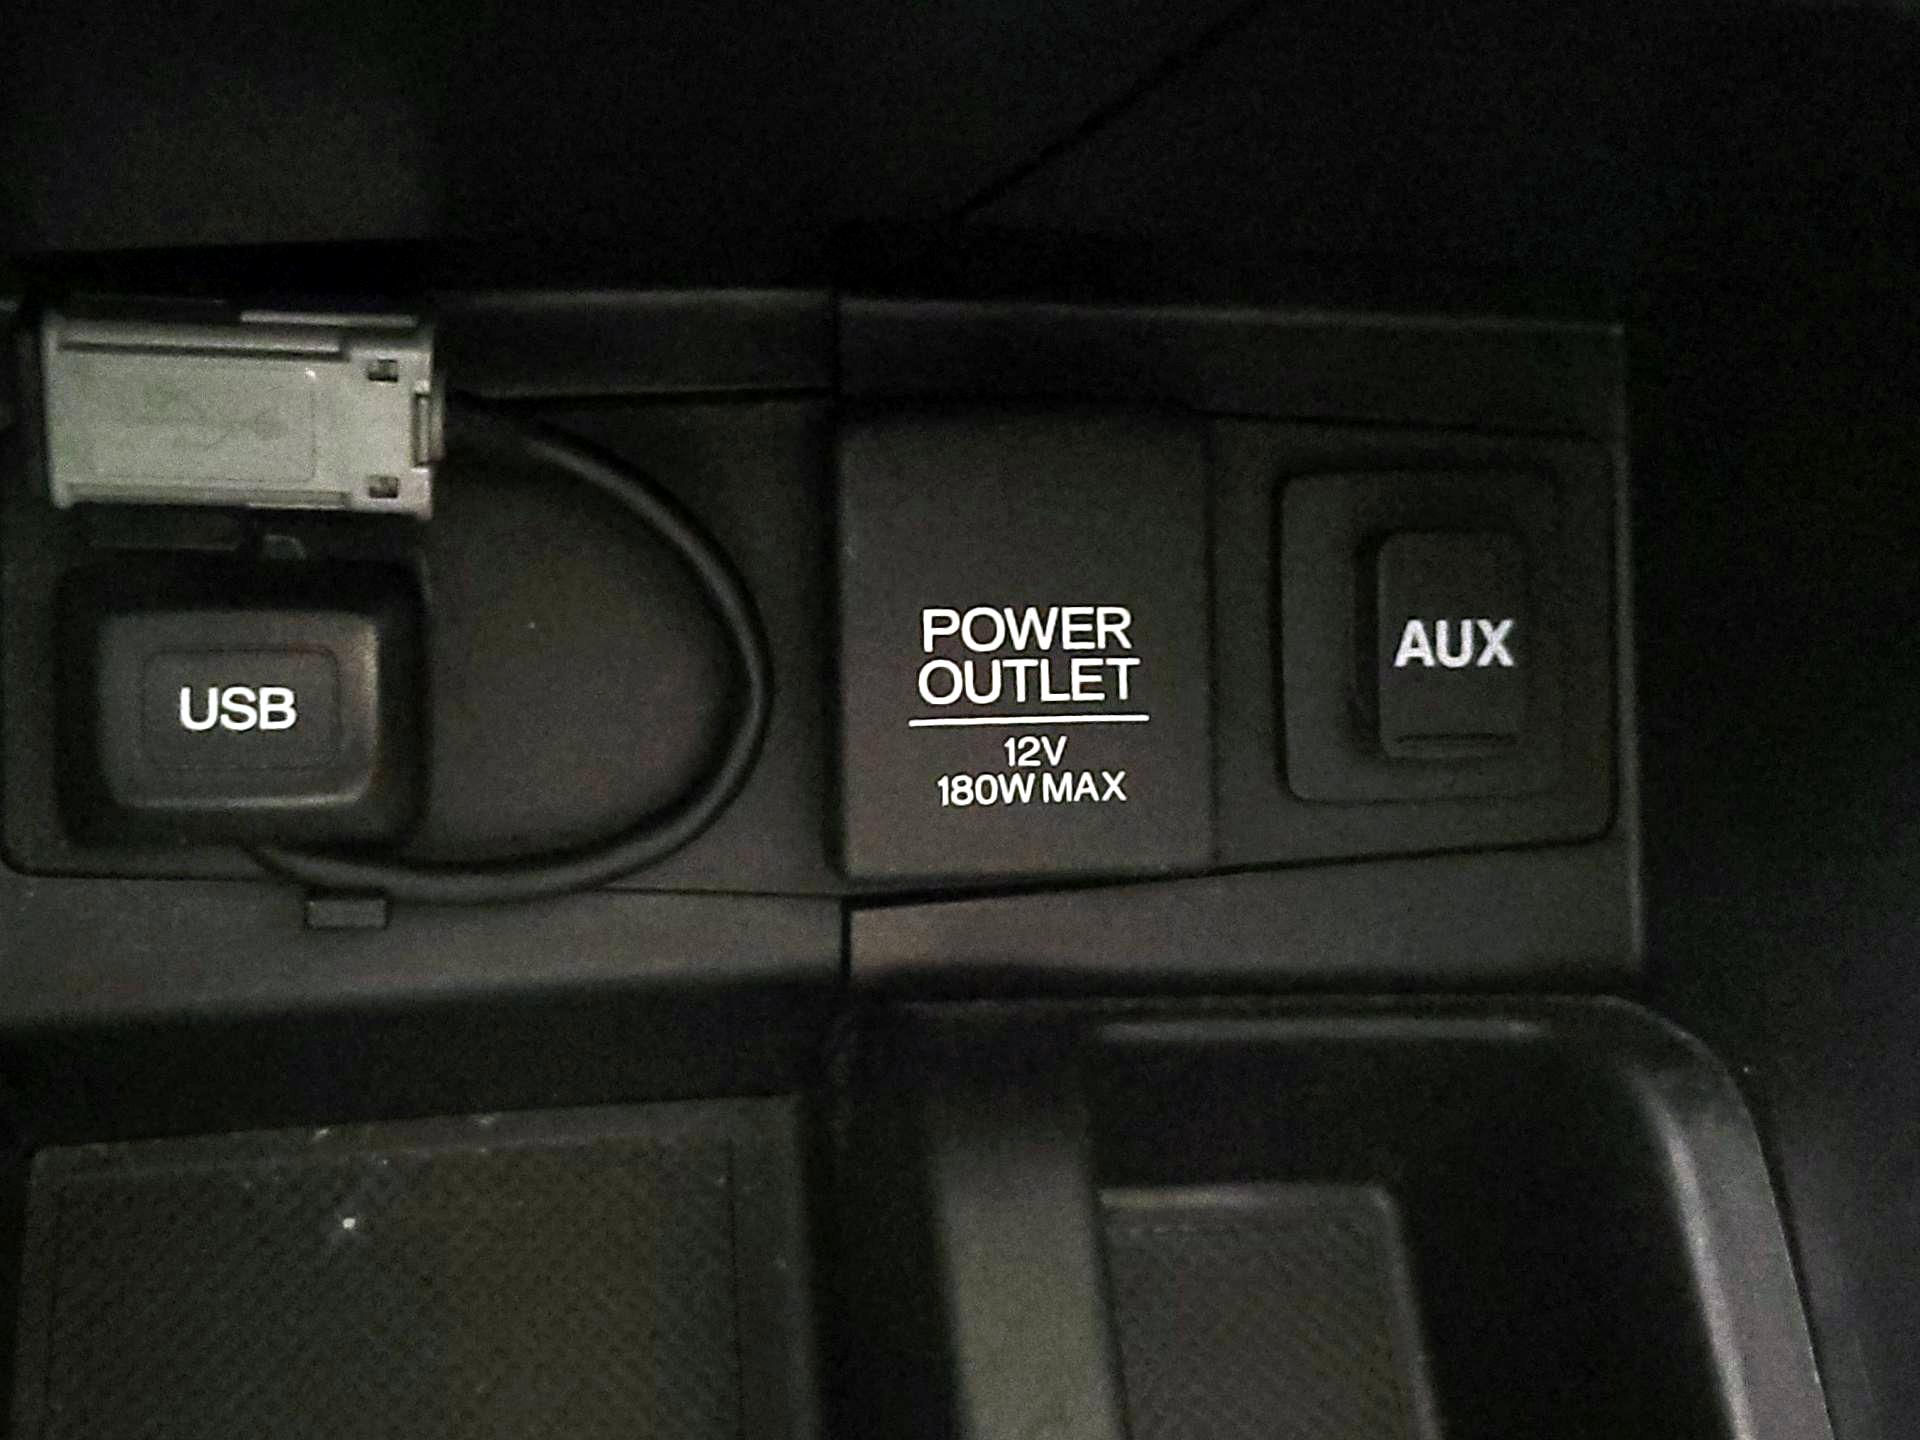 USB
POWER
OUTLET
12V
180W MAX
AUX